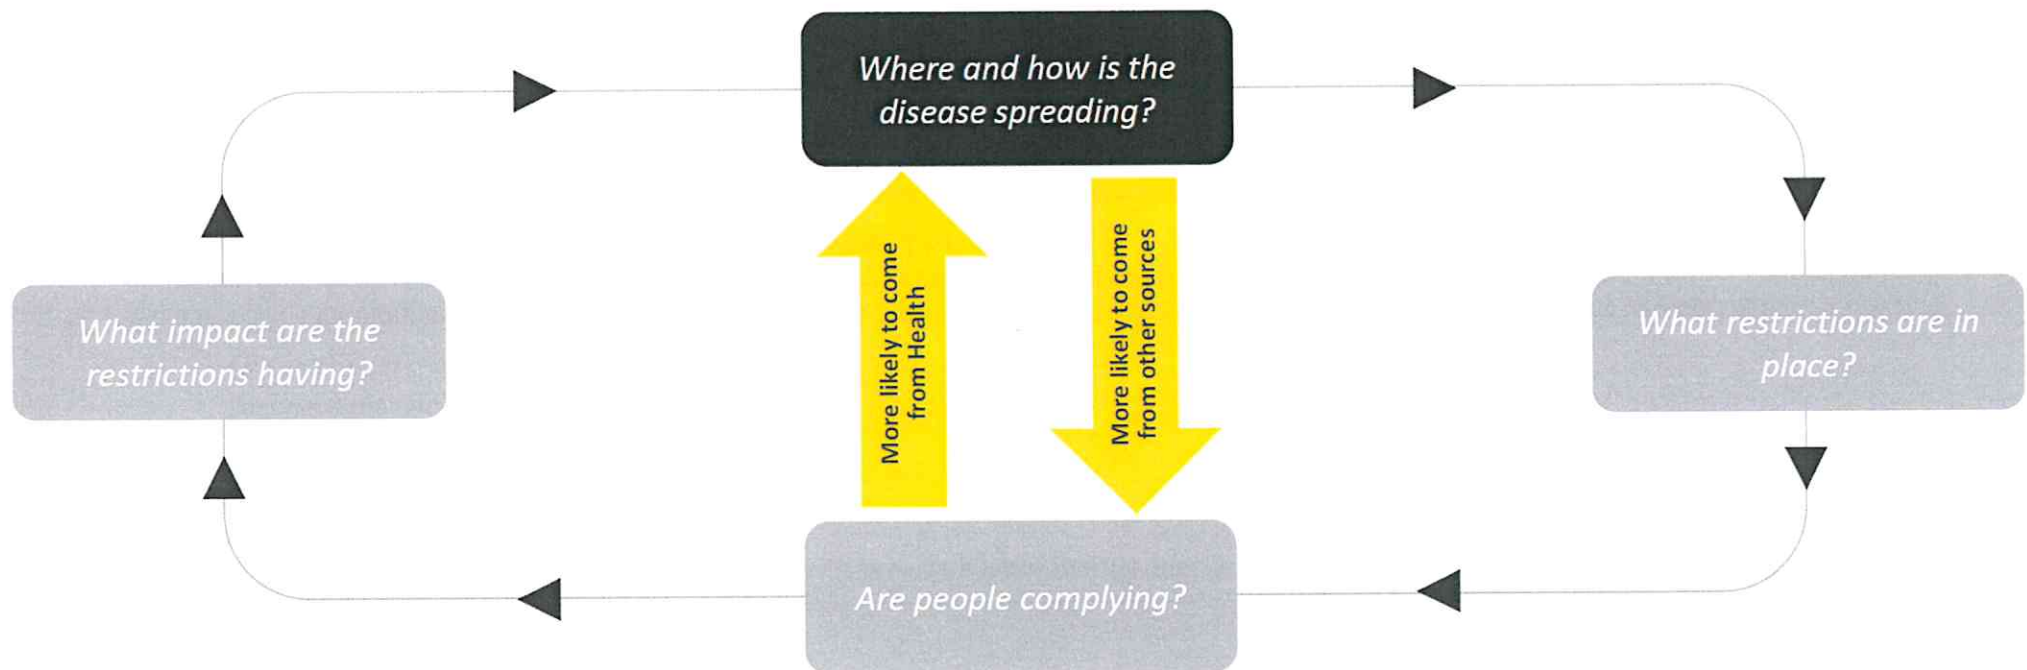 Where and how is the
disease spreading?
More likely to come
from Health
More likely to come
from other sources
What impact are the
restrictions having?
What restrictions are in
place?
Are people complying?